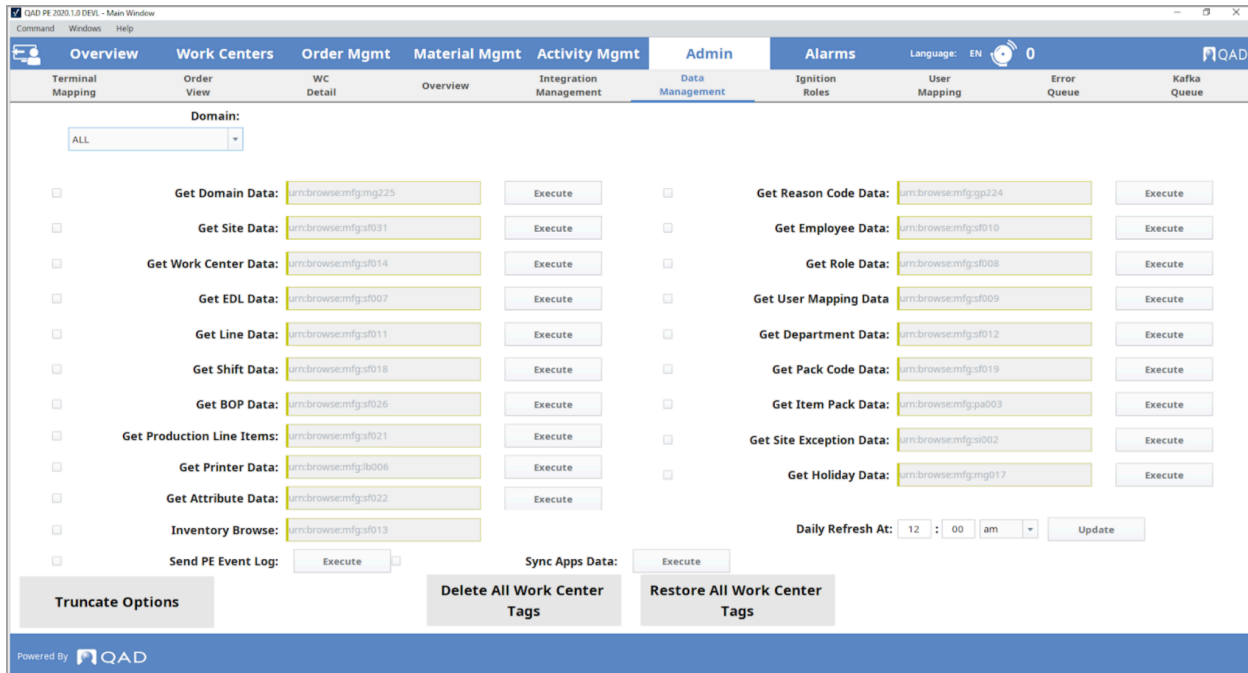 QAD PE 2020.1.0 DEVL - Main Window
Command Windows Help
Overview Work Centers Order Mgmt Material Mgmt Activity Mgmt Admin Alarms Language: EN 0 QAD
Terminal Mapping Order View WC Detail Overview Integration Management Data Management Ignition Roles User Mapping Error Queue Kafka Queue
Domain:
ALL
Get Domain Data: urn:browse:mfg:mg225 Execute Get Reason Code Data: urn:browse:mfg:gp224 Execute
Get Site Data: urn:browse:mfg:sf031 Execute Get Employee Data: urn:browse:mfg:sf010 Execute
Get Work Center Data: urn:browse:mfg:sf014 Execute Get Role Data: urn:browse:mfg:sf008 Execute
Get EDL Data: urn:browse:mfg:sf007 Execute Get User Mapping Data urn:browse:mfg:sf009 Execute
Get Line Data: urn:browse:mfg:sf011 Execute Get Department Data: urn:browse:mfg:sf012 Execute
Get Shift Data: urn:browse:mfg:sf018 Execute Get Pack Code Data: urn:browse:mfg:sf019 Execute
Get BOP Data: urn:browse:mfg:sf026 Execute Get Item Pack Data: urn:browse:mfg:pa003 Execute
Get Production Line Items: urn:browse:mfg:sf021 Execute Get Site Exception Data: urn:browse:mfg:si002 Execute
Get Printer Data: urn:browse:mfg:lb006 Execute Get Holiday Data: urn:browse:mfg:mg017 Execute
Get Attribute Data: urn:browse:mfg:sf022 Execute
Inventory Browse: urn:browse:mfg:sf013 Daily Refresh At: 12 : 00 am Update
Send PE Event Log: Execute Sync Apps Data: Execute
Truncate Options Delete All Work Center Tags Restore All Work Center Tags
Powered By QAD